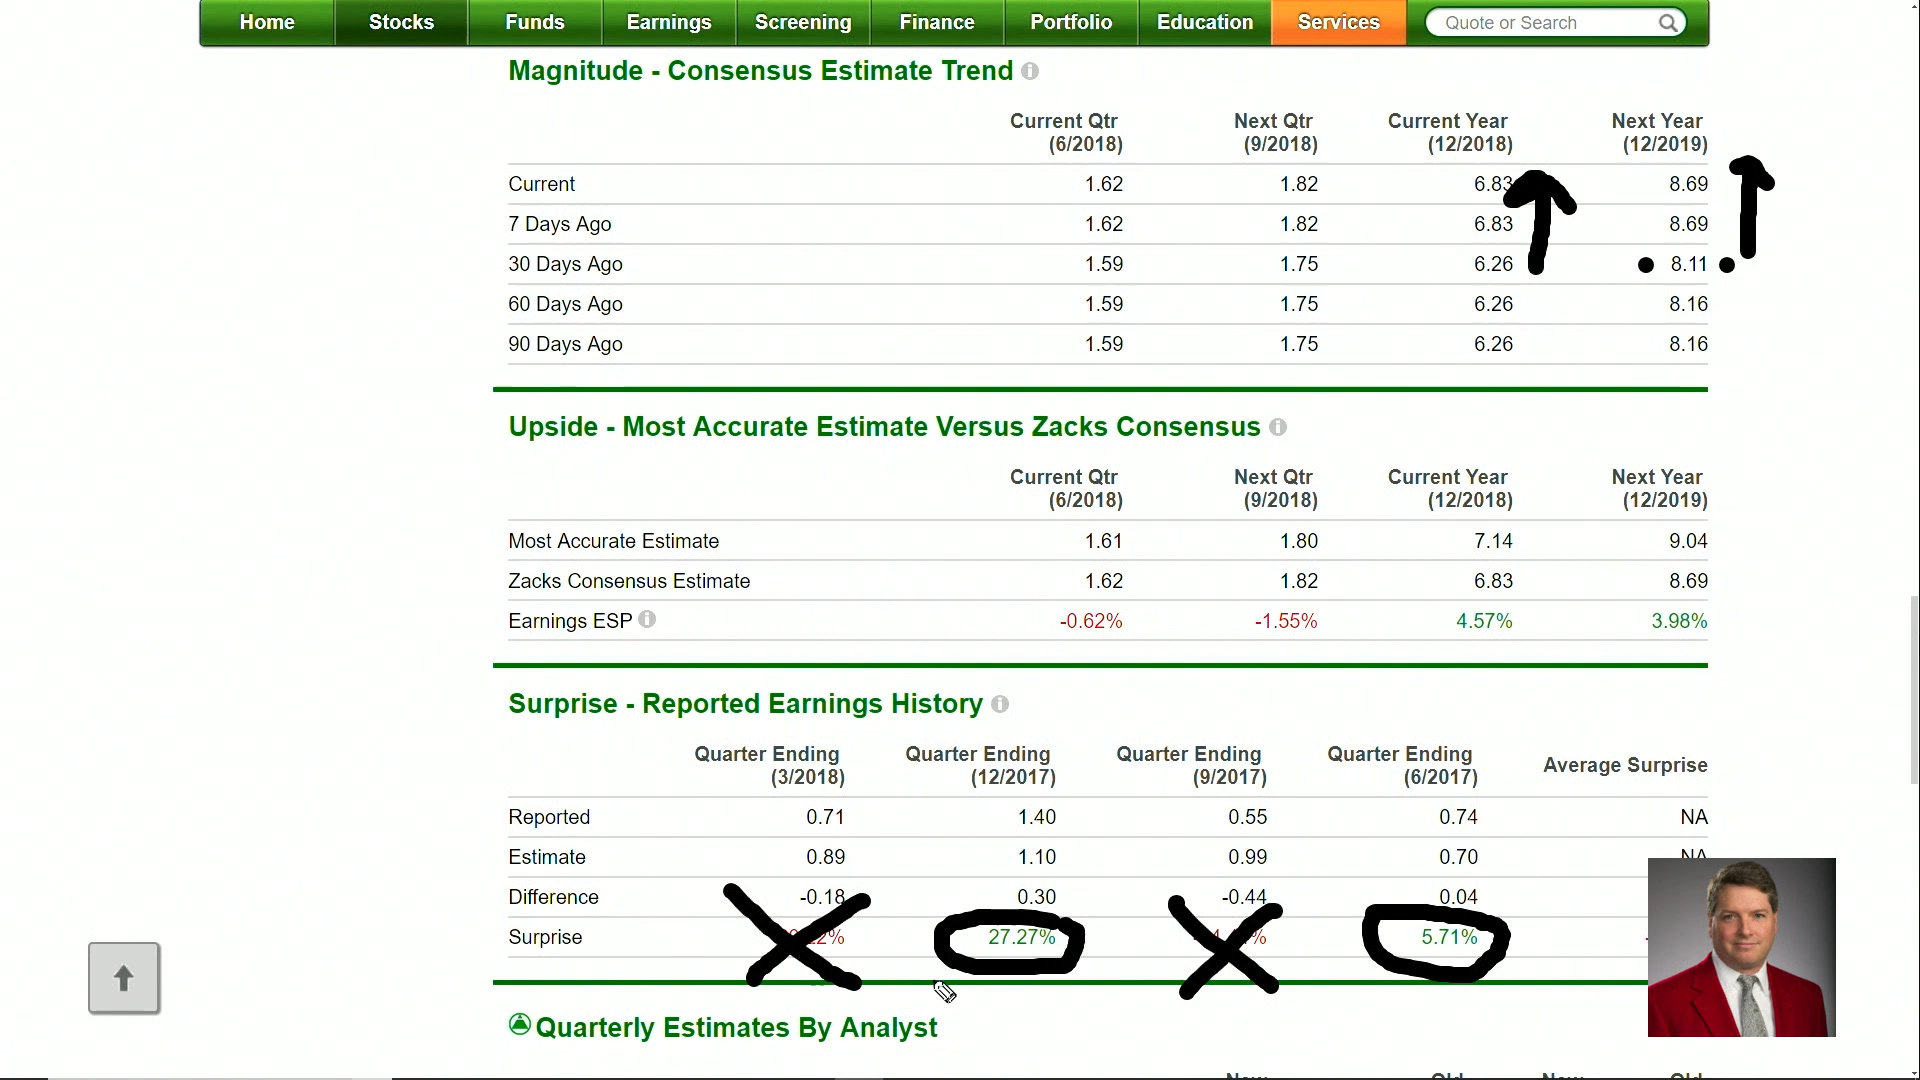 Home Stocks Funds Earnings Screening Finance Portfolio Education Services Quote or Search
Magnitude - Consensus Estimate Trend
Current Qtr Next Qtr Current Year Next Year
(6/2018) (9/2018) (12/2018) (12/2019)
Current 1.62 1.82 6.83 8.69
7 Days Ago 1.62 1.82 6.83 8.69
30 Days Ago 1.59 1.75 6.26 8.11
60 Days Ago 1.59 1.75 6.26 8.16
90 Days Ago 1.59 1.75 6.26 8.16
Upside - Most Accurate Estimate Versus Zacks Consensus
Current Qtr Next Qtr Current Year Next Year
(6/2018) (9/2018) (12/2018) (12/2019)
Most Accurate Estimate 1.61 1.80 7.14 9.04
Zacks Consensus Estimate 1.62 1.82 6.83 8.69
Earnings ESP -0.62% -1.55% 4.57% 3.98%
Surprise - Reported Earnings History
Quarter Ending Quarter Ending Quarter Ending Quarter Ending Average Surprise
(3/2018) (12/2017) (9/2017) (6/2017)
Reported 0.71 1.40 0.55 0.74 NA
Estimate 0.89 1.10 0.99 0.70 NA
Difference -0.18 0.30 -0.44 0.04
Surprise 27.27% 5.71%
Quarterly Estimates By Analyst